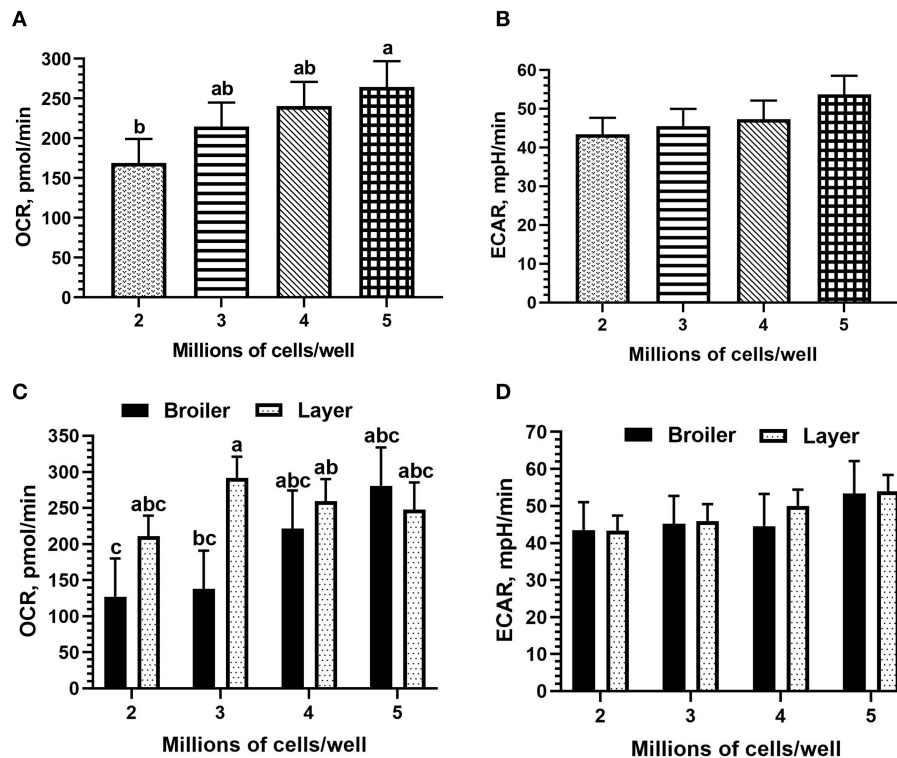 A
OCR, pmol/min
300
250
200
150
100
50
0
b
ab
ab
a
2
3
4
5
Millions of cells/well
B
ECAR, mpH/min
60
50
40
30
20
10
0
2
3
4
5
Millions of cells/well
C
Broiler
Layer
OCR, pmol/min
350
300
250
200
150
100
50
0
c
abc
bc
a
abc
ab
abc
abc
2
3
4
5
Millions of cells/well
D
Broiler
Layer
ECAR, mpH/min
70
60
50
40
30
20
10
0
2
3
4
5
Millions of cells/well